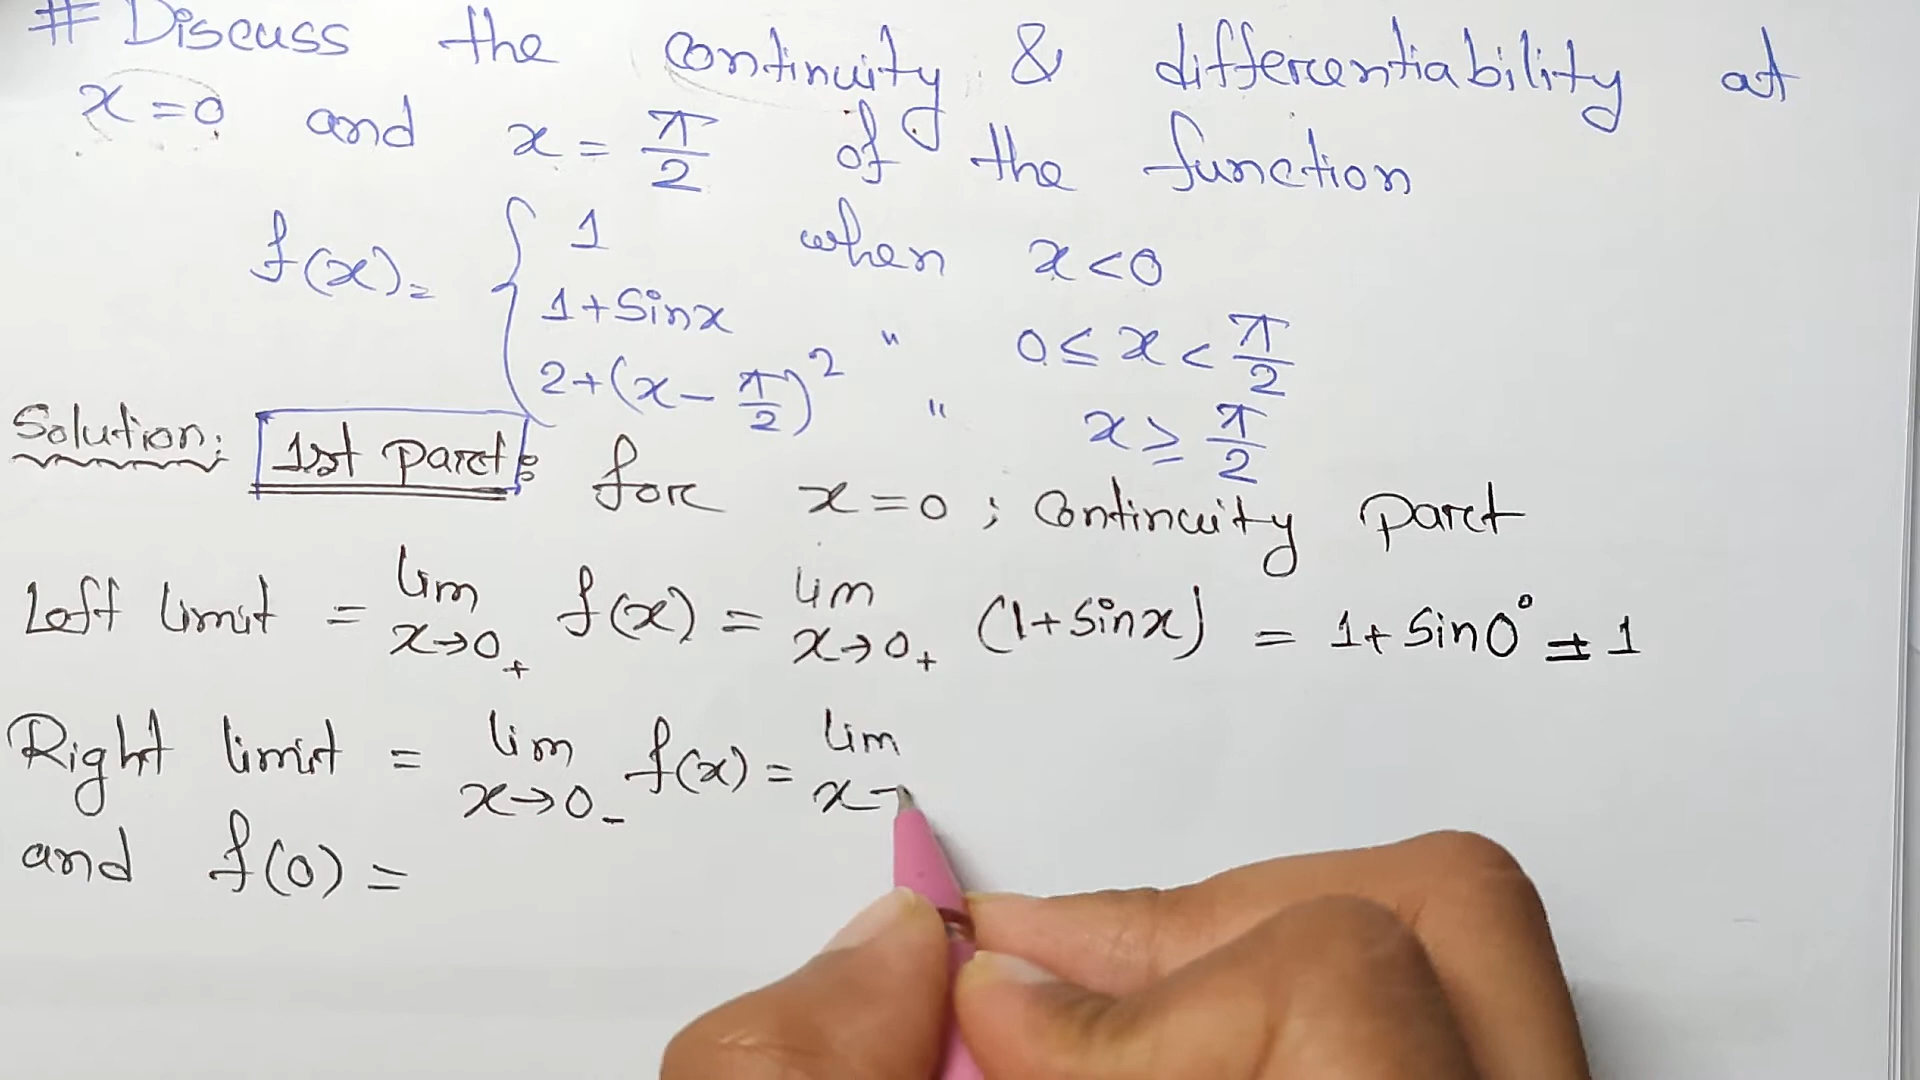 # Discuss the continuity & differentiability at
x=0 and x = π/2 of the function
f(x) = { 1 when x<0
1+Sinx " 0≤x<π/2
2+(x-π/2)² " x≥π/2
Solution: 1st part: for x=0; Continuity part
Left limit = lim x→0+ f(x) = lim x→0+ (1+Sinx) = 1+Sin0° = 1
Right limit = lim x→0- f(x) = lim x→
and f(0) =